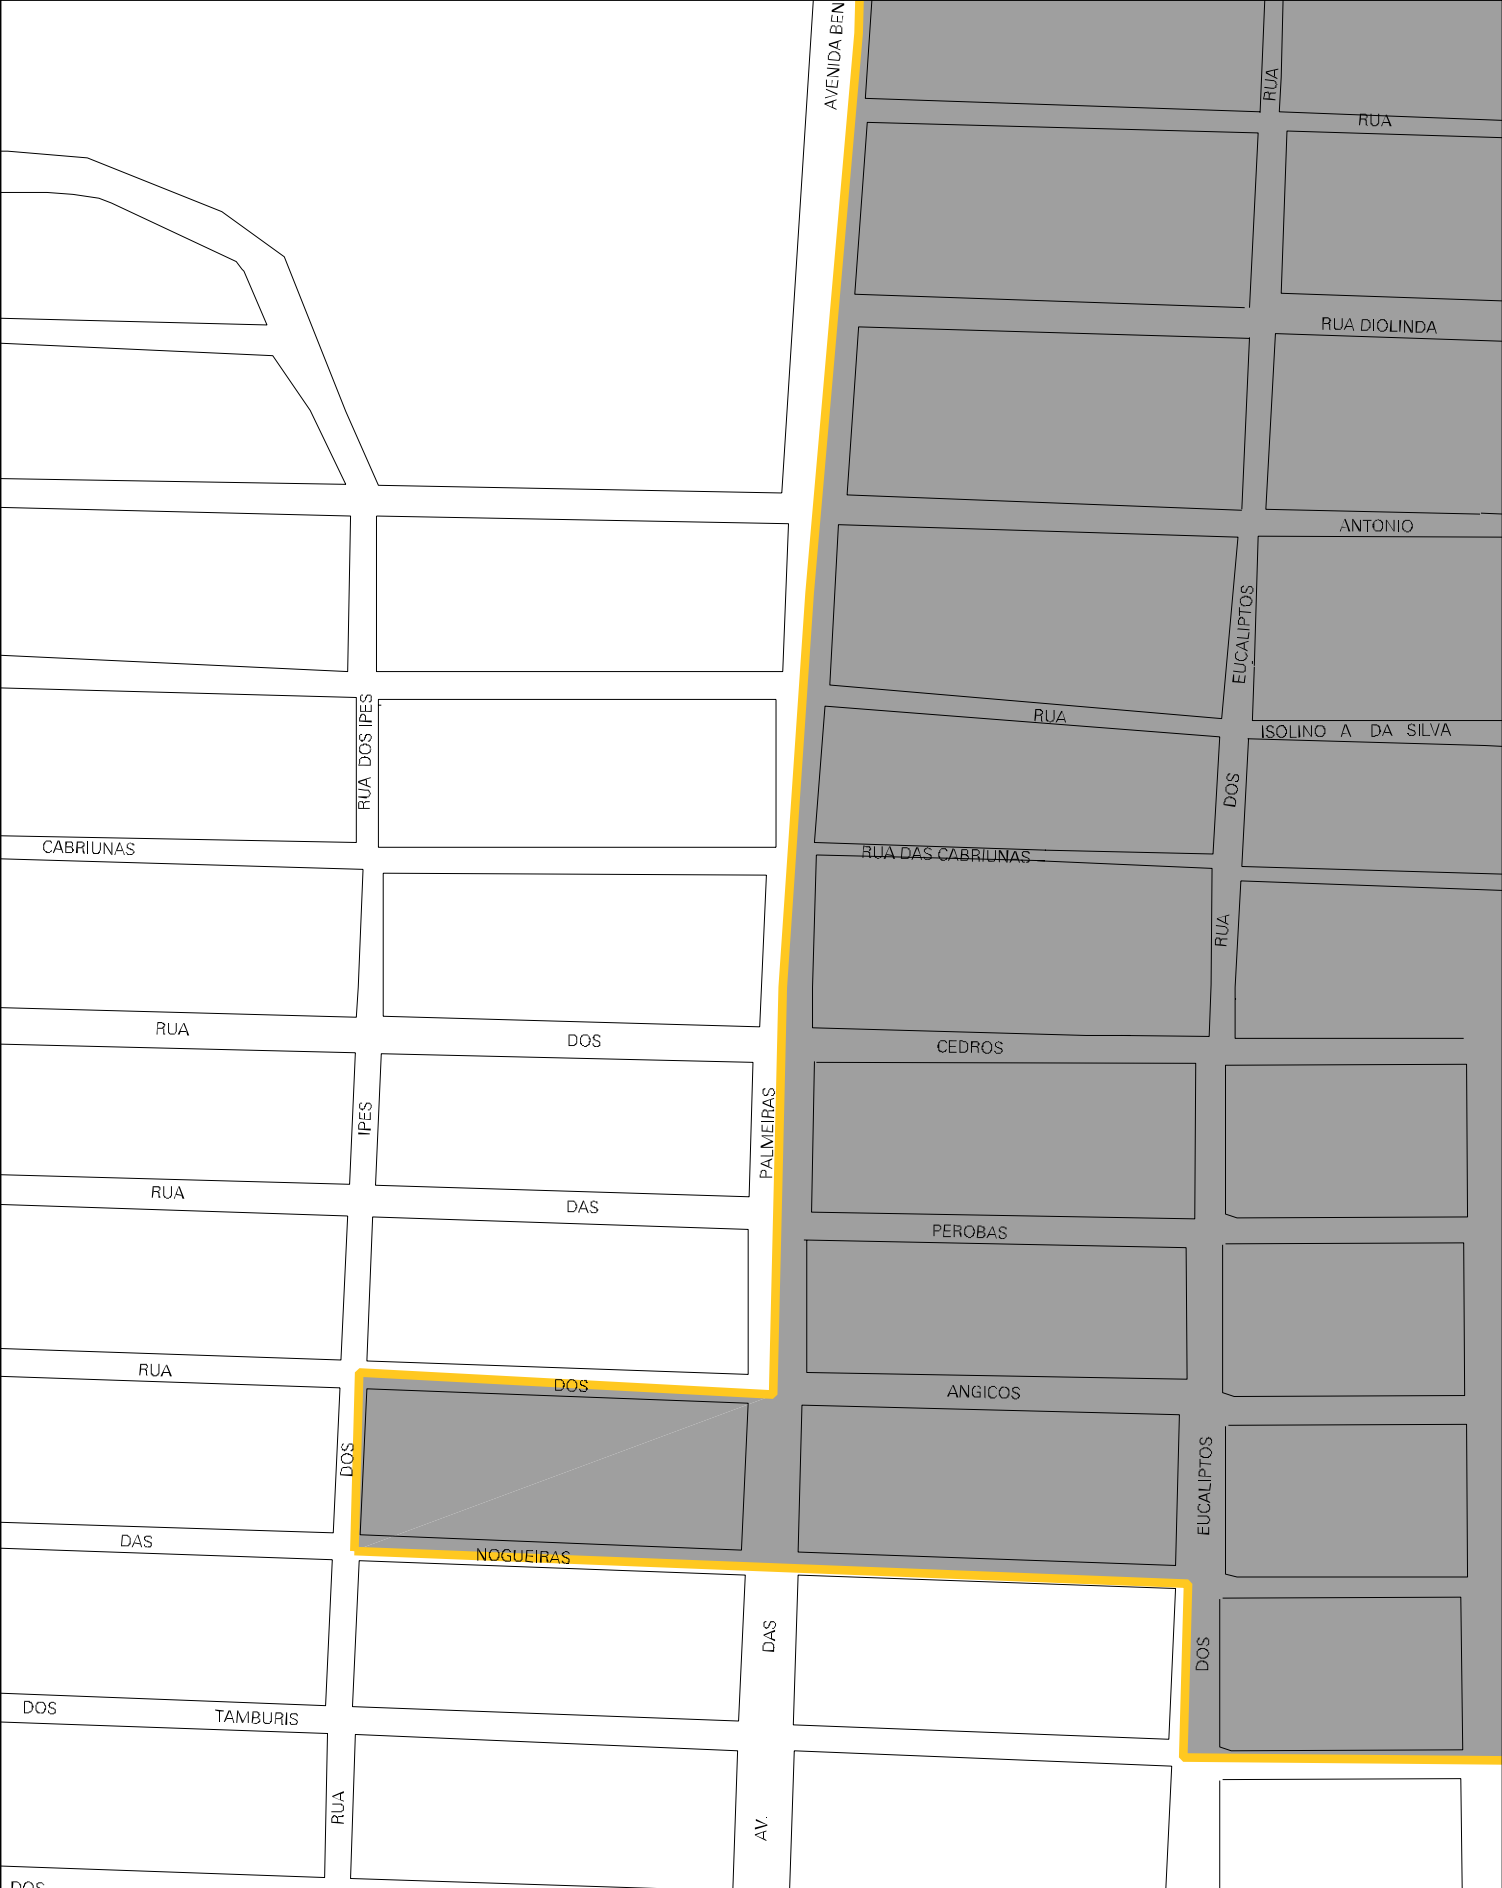 AVENIDA BEN
RUA
RUA
RUA DIOLINDA
ANTONIO
EUCALIPTOS
RUA DOS IPES
RUA
ISOLINO A DA SILVA
DOS
CABRIUNAS
RUA DAS CABRIUNAS
RUA
RUA
DOS
CEDROS
IPES
PALMEIRAS
RUA
DAS
PEROBAS
RUA
DOS
ANGICOS
DOS
EUCALIPTOS
DAS
NOGUEIRAS
DAS
DOS
DOS
TAMBURIS
RUA
AV.
DOS